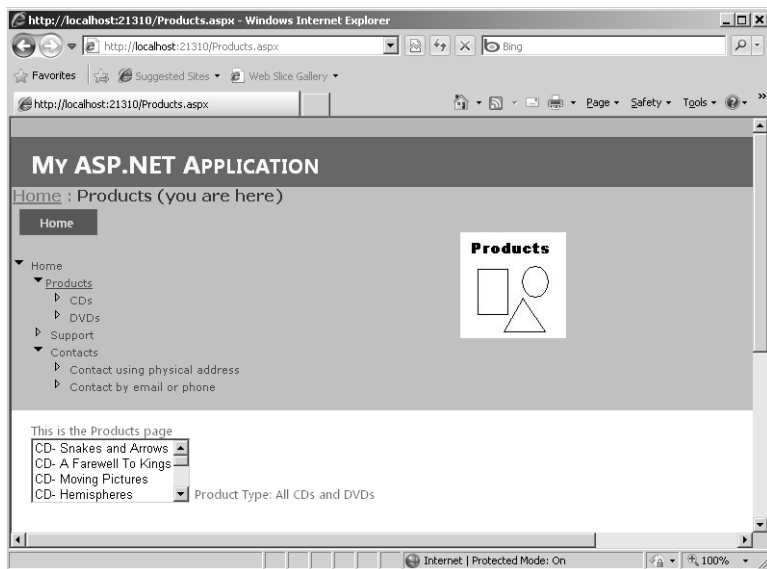 http://localhost:21310/Products.aspx - Windows Internet Explorer
http://localhost:21310/Products.aspx
Bing
Favorites
Suggested Sites
Web Slice Gallery
http://localhost:21310/Products.aspx
Page
Safety
Tools
»
MY ASP.NET APPLICATION
Home : Products (you are here)
Home
Products
Home
Products
CDs
DVDs
Support
Contacts
Contact using physical address
Contact by email or phone
This is the Products page
CD- Snakes and Arrows
CD- A Farewell To Kings
CD- Moving Pictures
CD- Hemispheres
Product Type: All CDs and DVDs
Internet | Protected Mode: On
100%